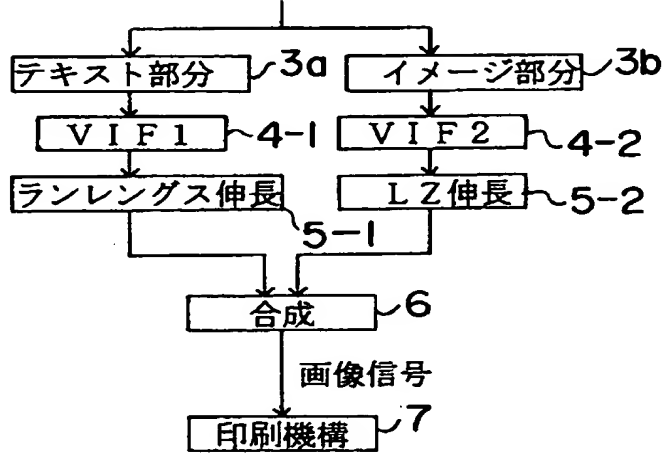 テキスト部分 3a イメージ部分 3b
VIF1 4-1 VIF2 4-2
ランレングス伸長 5-1 LZ伸長 5-2
合成 6
画像信号
印刷機構 7